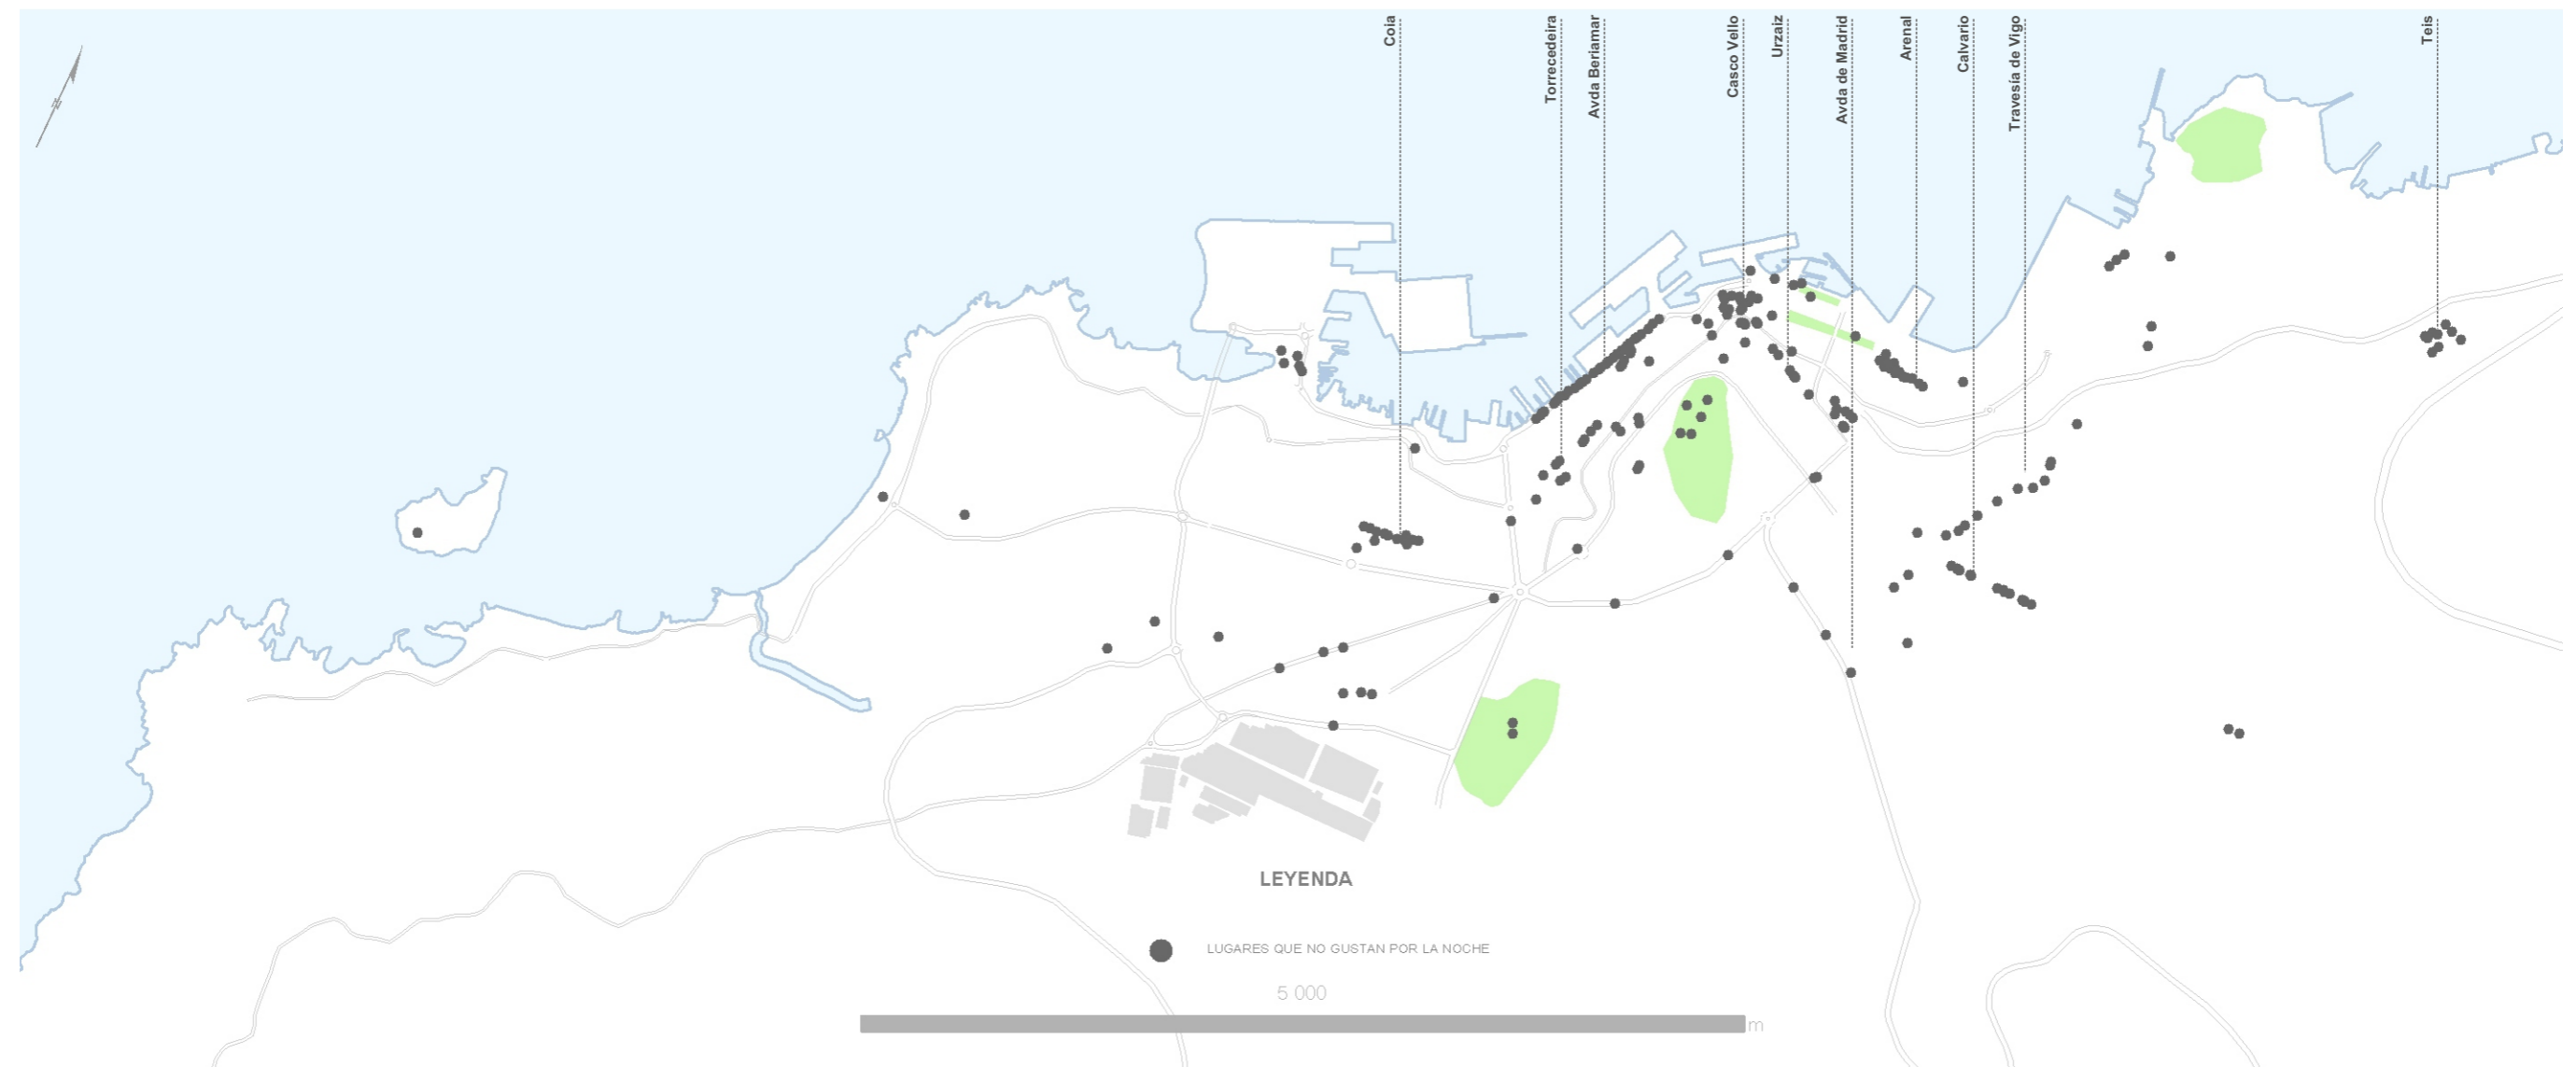 Coia
Torrecedeira
Avda Beriamar
Casco Vello
Urzaiz
Avda de Madrid
Arenal
Calvario
Travesía de Vigo
Teis
N
LEYENDA
LUGARES QUE NO GUSTAN POR LA NOCHE
5 000
m